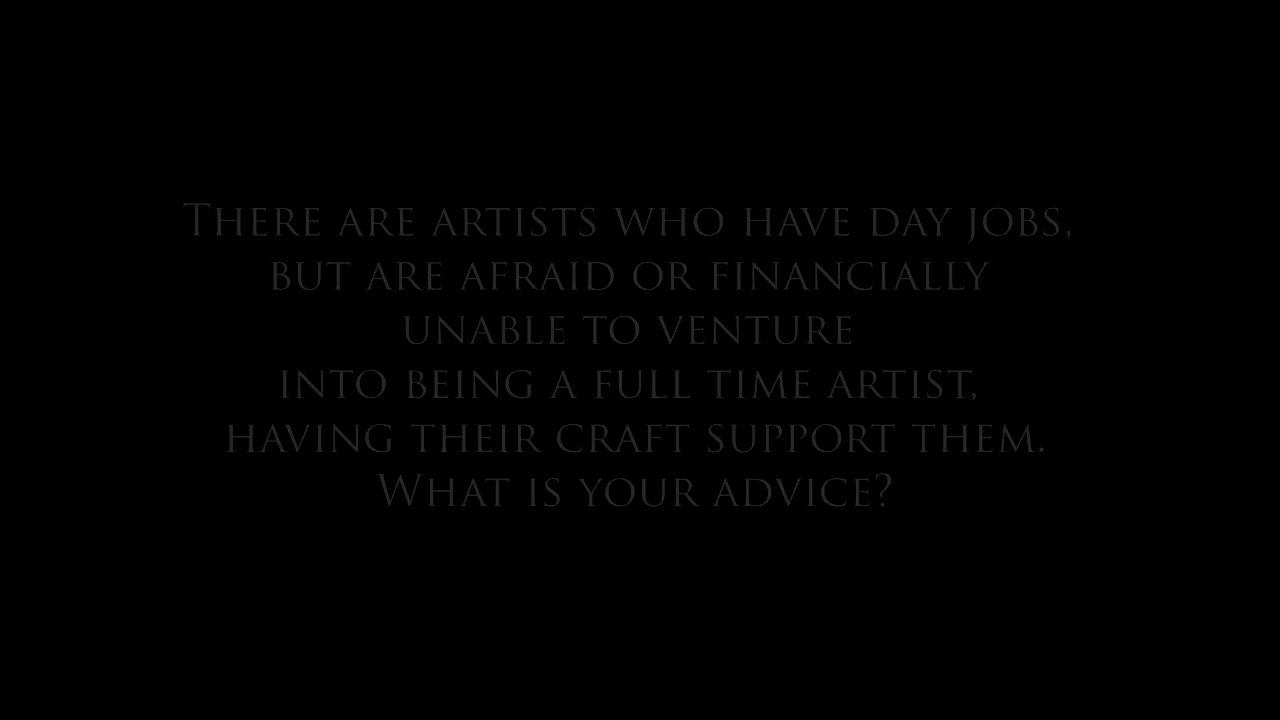 There are artists who have day jobs,
but are afraid or financially
unable to venture
into being a full time artist,
having their craft support them.
What is your advice?